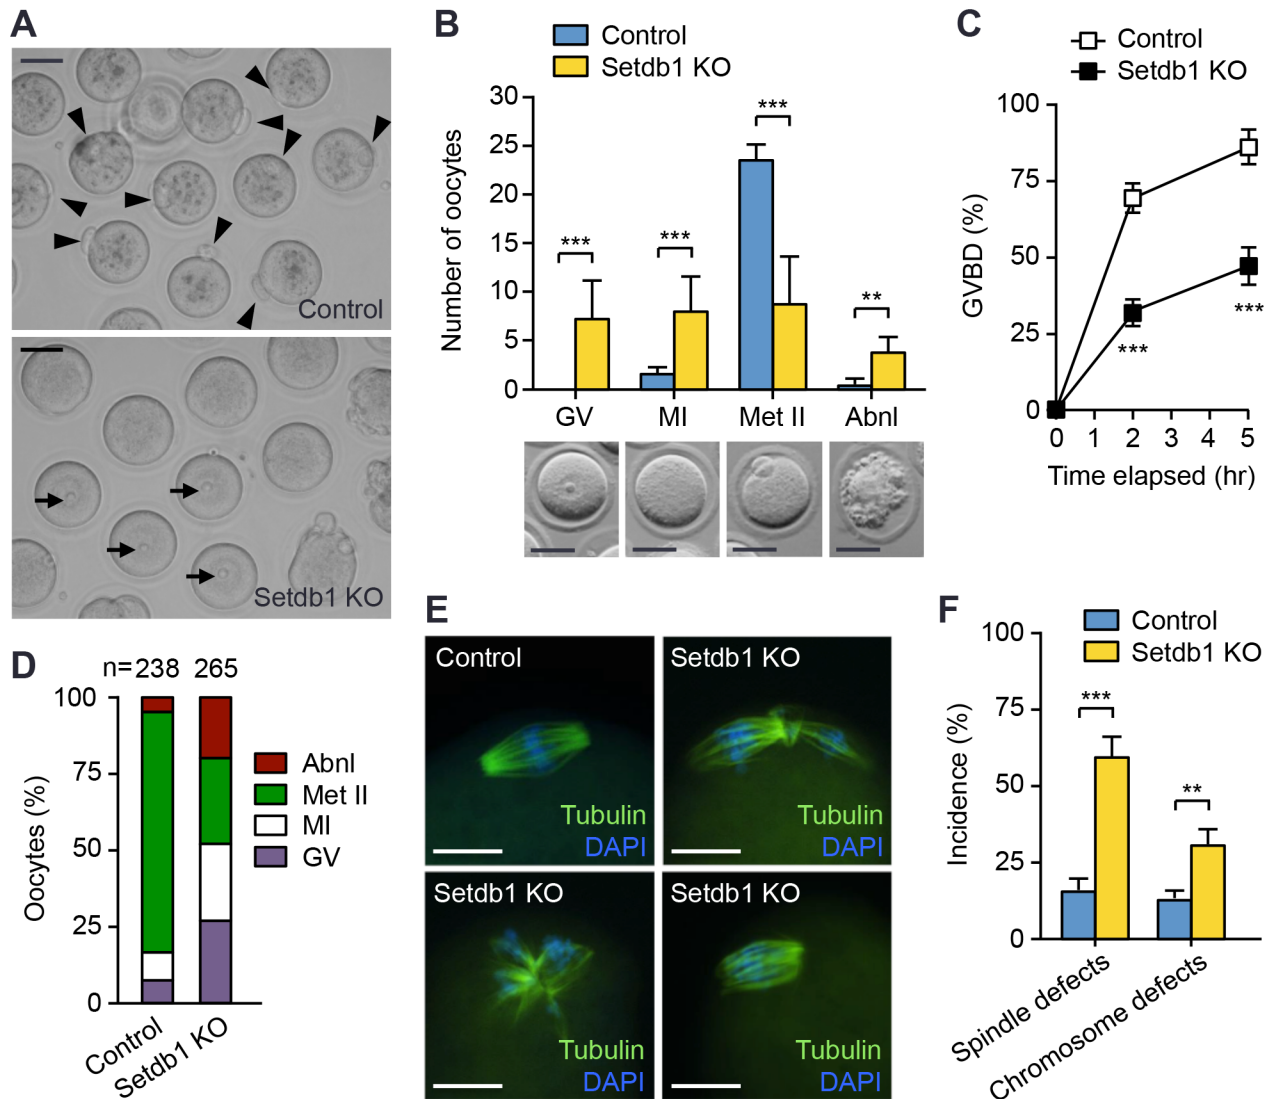 A
Control
Setdb1 KO
B
Control
Setdb1 KO
Number of oocytes
30
25
20
15
10
5
0
***
***
***
**
GV
MI
Met II
Abnl
C
Control
Setdb1 KO
GVBD (%)
100
75
50
25
0
***
***
0 1 2 3 4 5
Time elapsed (hr)
D
n=238 265
Oocytes (%)
100
75
50
25
0
Abnl
Met II
MI
GV
Control
Setdb1 KO
E
Control
Tubulin
DAPI
Setdb1 KO
Tubulin
DAPI
Setdb1 KO
Tubulin
DAPI
Setdb1 KO
Tubulin
DAPI
F
Control
Setdb1 KO
Incidence (%)
100
75
50
25
0
***
**
Spindle defects
Chromosome defects